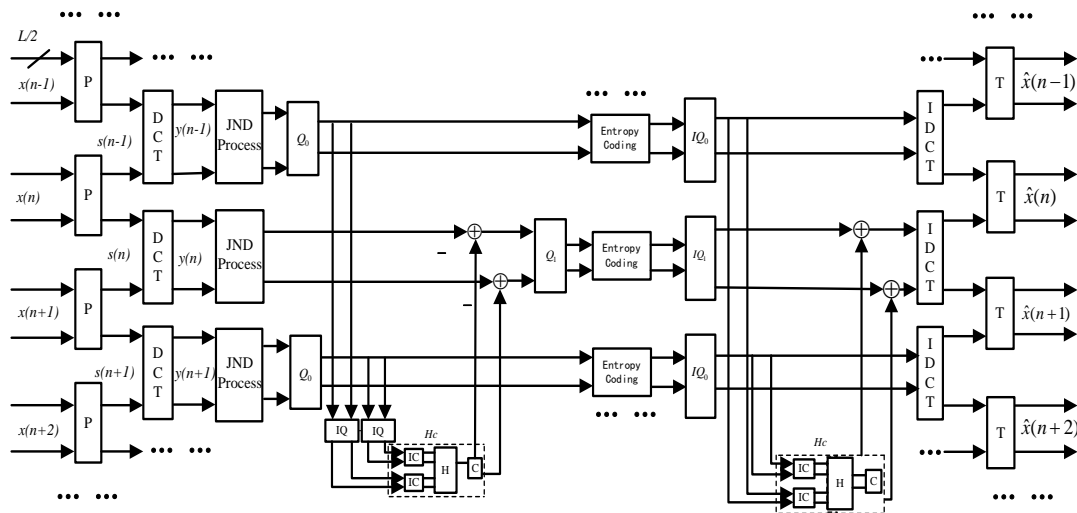 ... ...
L/2
P
... ...
x(n-1)
s(n-1)
DCT
y(n-1)
JND Process
Q0
... ...
Entropy Coding
IQ0
IDCT
...
T
x̂(n−1)
... ...
x(n)
P
s(n)
DCT
y(n)
JND Process
−
⊕
−
⊕
Q1
Entropy Coding
IQ1
⊕
⊕
IDCT
T
x̂(n)
x(n+1)
P
s(n+1)
DCT
y(n+1)
JND Process
Q0
Entropy Coding
IQ0
... ...
IDCT
T
x̂(n+1)
x(n+2)
P
... ...
IQ
IQ
Hc
IC
IC
H
C
Hc
IC
IC
H
C
...
T
x̂(n+2)
... ...
... ...